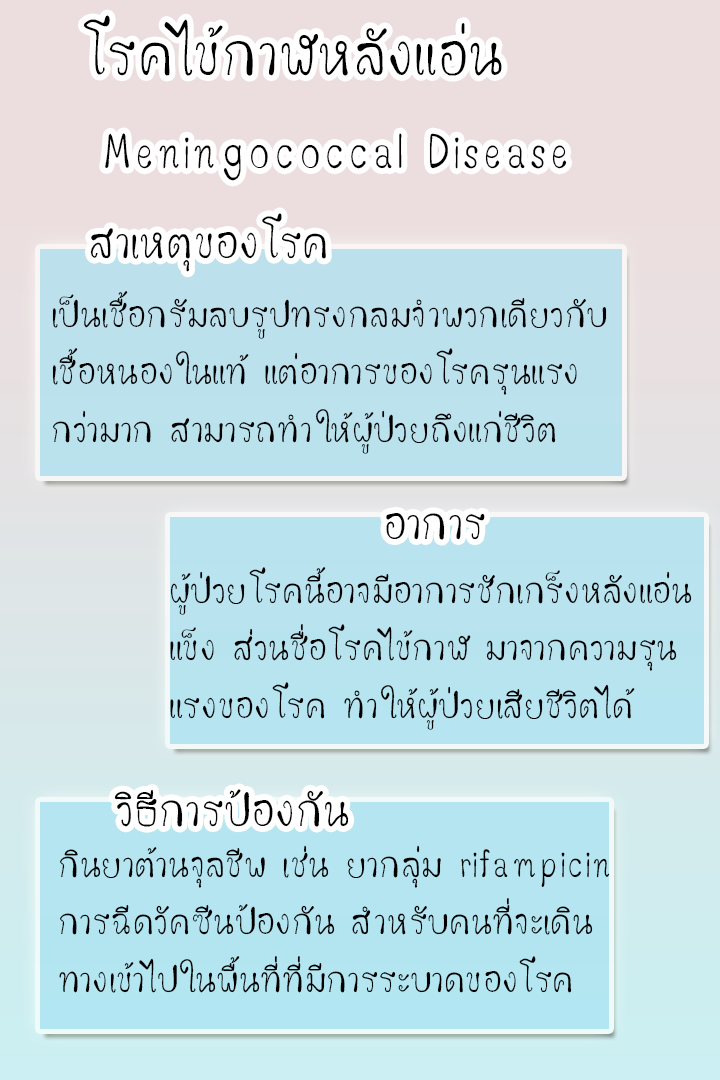 โรคไข้กาฬหลังแอ่น
Meningococcal Disease
สาเหตุของโรค
เป็นเชื้อกรัมลบรูปทรงกลมจำพวกเดียวกับ
เชื้อหนองในแท้ แต่อาการของโรครุนแรง
กว่ามาก สามารถทำให้ผู้ป่วยถึงแก่ชีวิต
อาการ
ผู้ป่วยโรคนี้อาจมีอาการชักเกร็งหลังแอ่น
แข็ง ส่วนชื่อโรคไข้กาฬ มาจากความรุน
แรงของโรค ทำให้ผู้ป่วยเสียชีวิตได้
วิธีการป้องกัน
กินยาต้านจุลชีพ เช่น ยากลุ่ม rifampicin
การฉีดวัคซีนป้องกัน สำหรับคนที่จะเดิน
ทางเข้าไปในพื้นที่ที่มีการระบาดของโรค